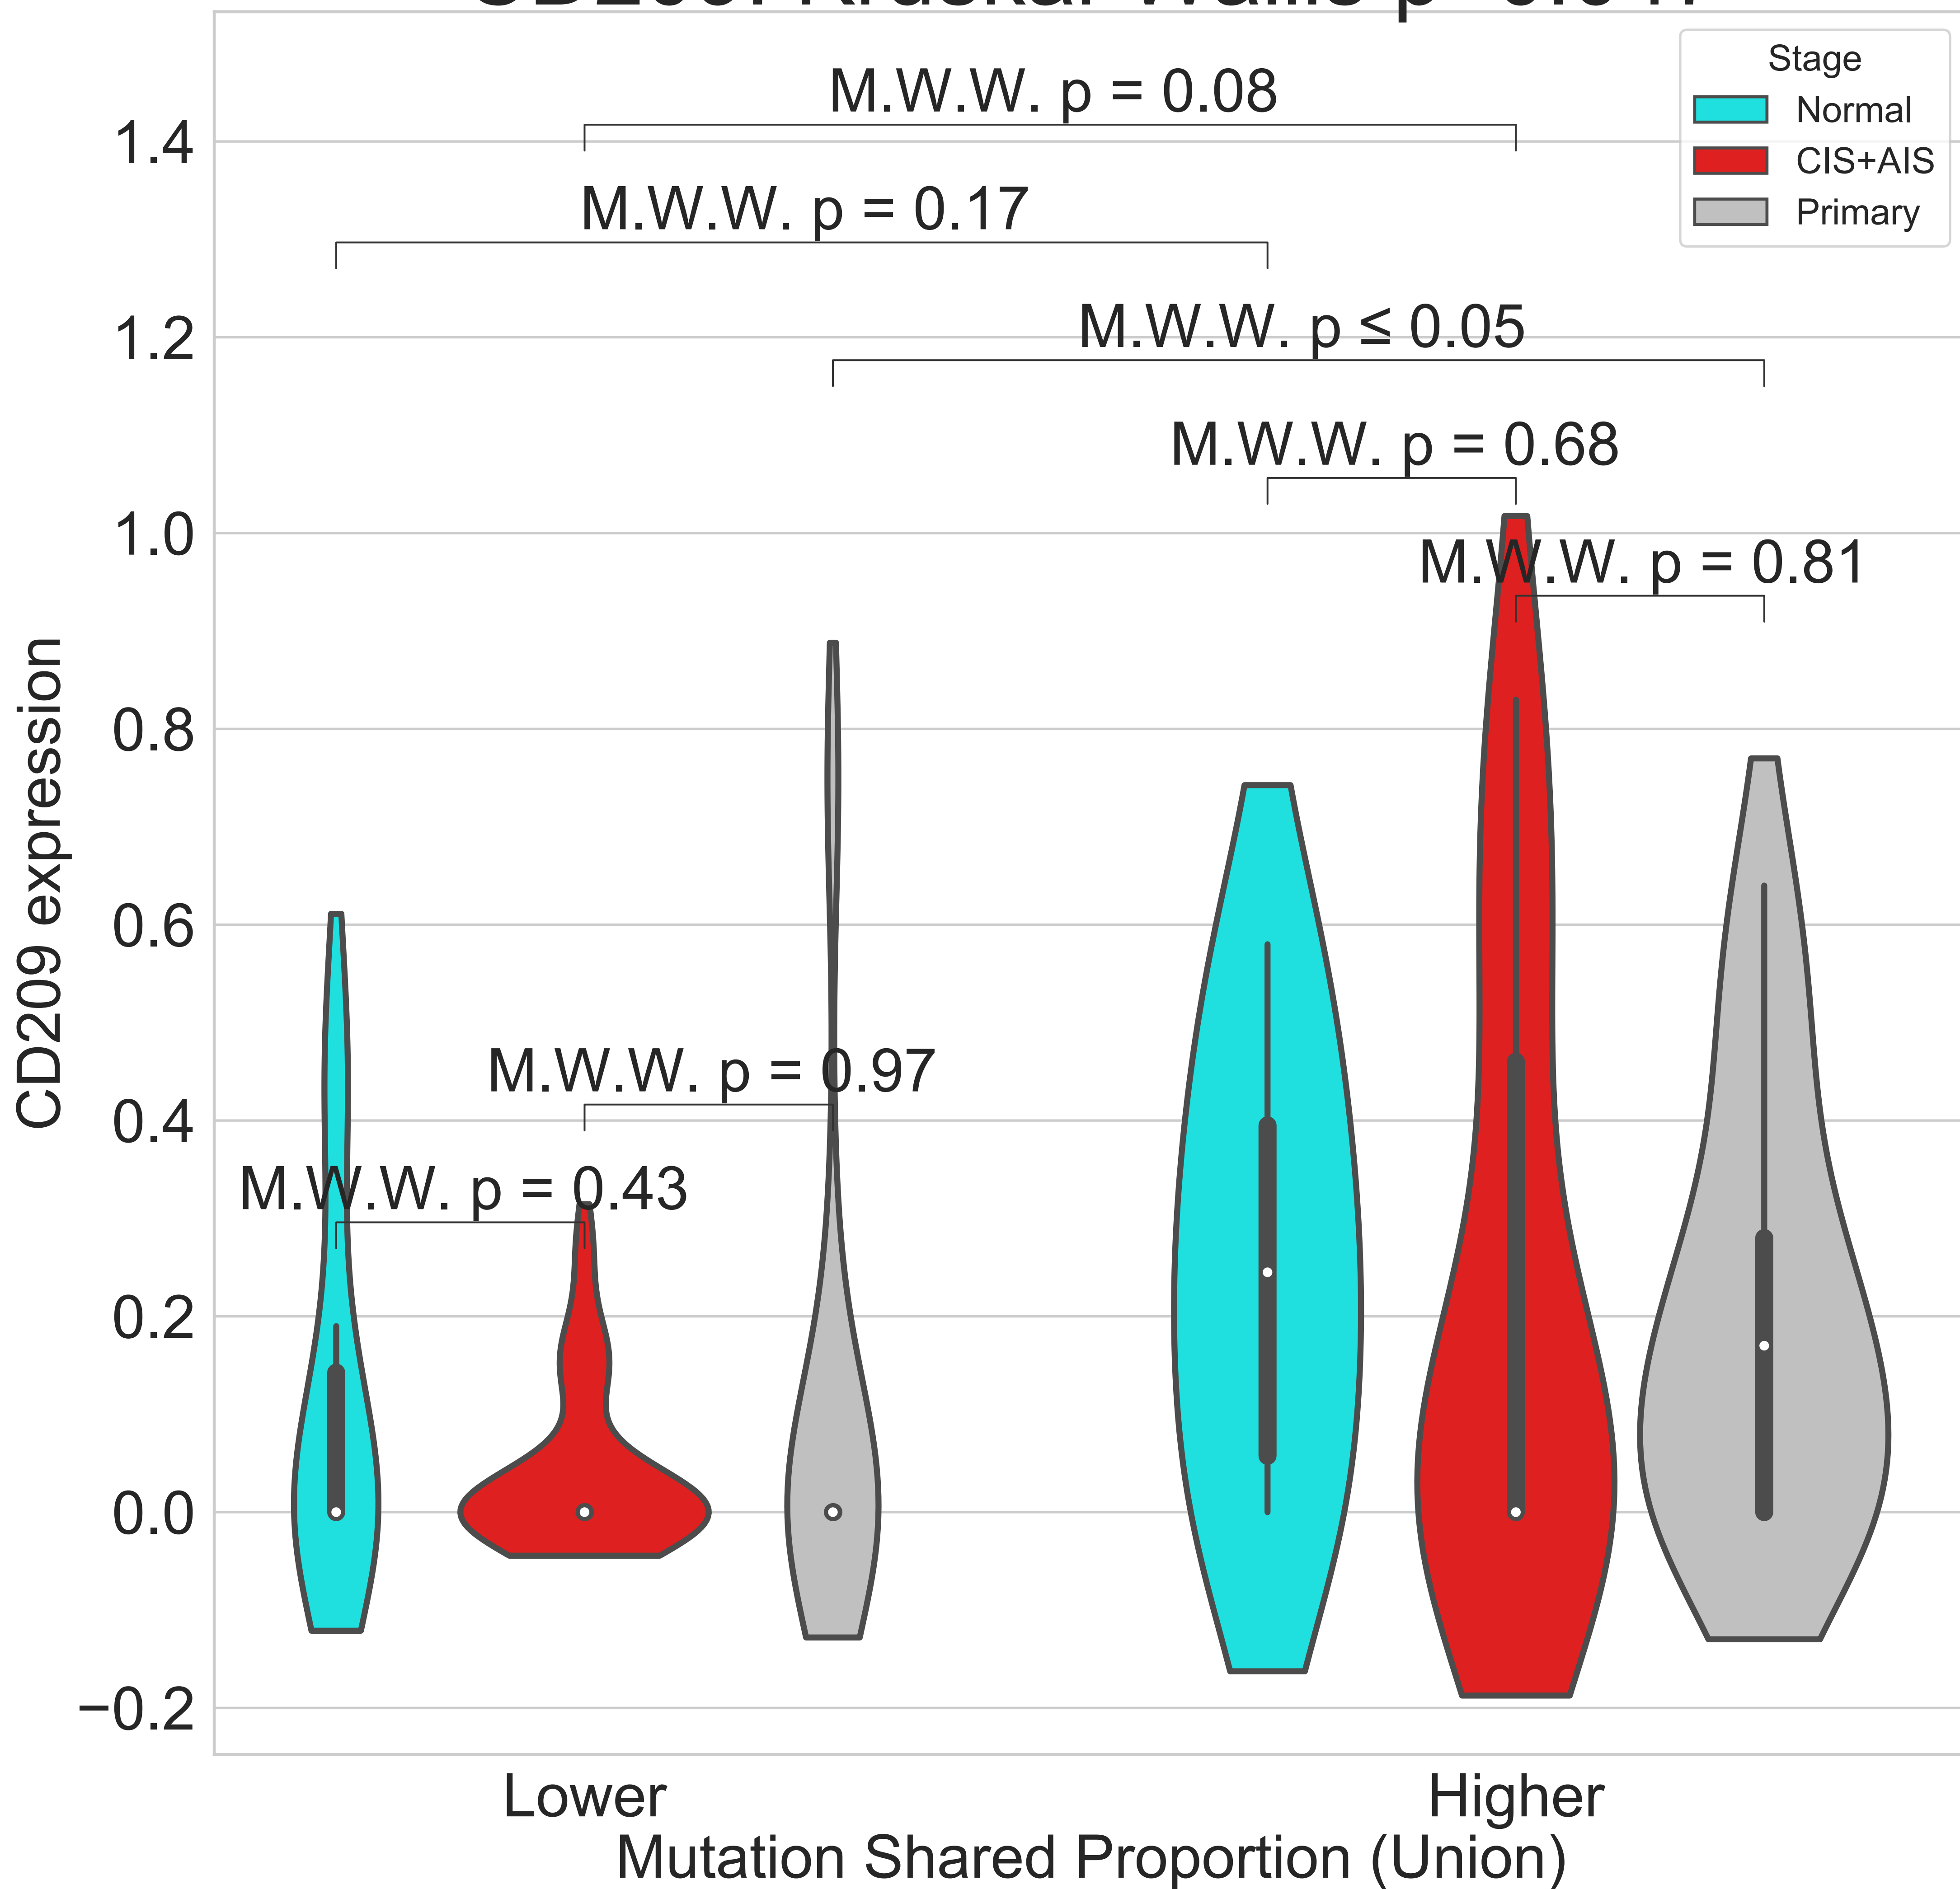 Stage
Normal
CIS+AIS
Primary
M.W.W. p = 0.08
M.W.W. p = 0.17
M.W.W. p ≤ 0.05
M.W.W. p = 0.68
M.W.W. p = 0.81
M.W.W. p = 0.97
M.W.W. p = 0.43
1.4
1.2
1.0
0.8
0.6
0.4
0.2
0.0
−0.2
CD209 expression
Lower
Higher
Mutation Shared Proportion (Union)